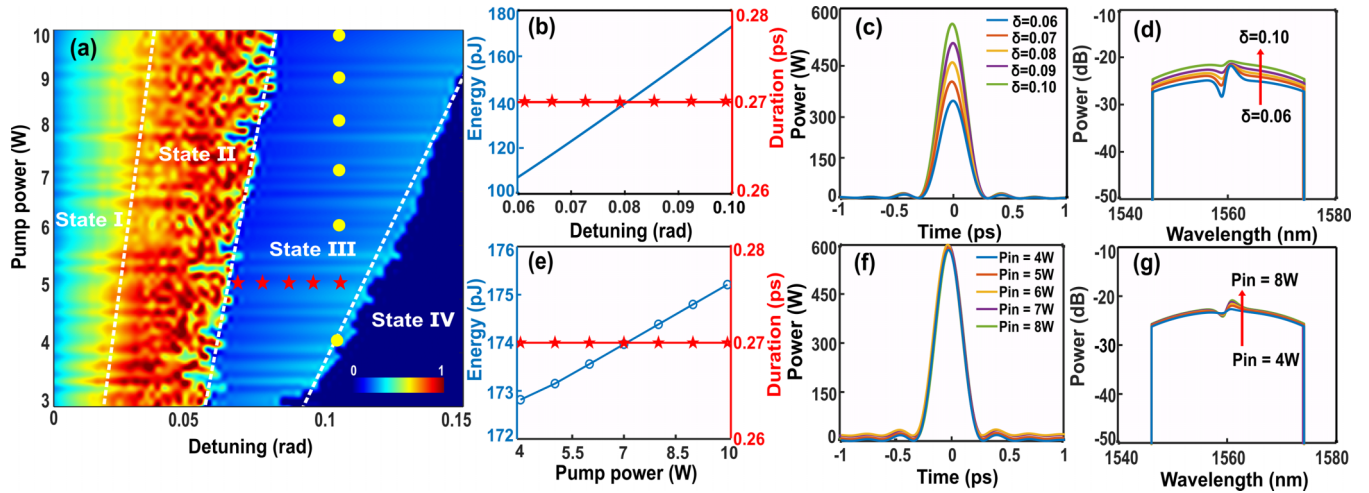 (a)
Pump power (W)
10
9
8
7
6
5
4
3
State I
State II
State III
State IV
0 1
0 0.05 0.1 0.15
Detuning (rad)
(b)
Energy (pJ)
180
160
140
120
100
0.28
0.27
0.26
Duration (ps)
0.06 0.07 0.08 0.09 0.10
Detuning (rad)
(c)
Power (W)
600
450
300
150
0
δ=0.06
δ=0.07
δ=0.08
δ=0.09
δ=0.10
-1 -0.5 0 0.5 1
Time (ps)
(d)
Power (dB)
-10
-20
-30
-40
-50
δ=0.10
δ=0.06
1540 1560 1580
Wavelength (nm)
(e)
Energy (pJ)
176
175
174
173
172
0.28
0.27
0.26
Duration (ps)
4 5.5 7 8.5 10
Pump power (W)
(f)
Power (W)
600
450
300
150
0
Pin = 4W
Pin = 5W
Pin = 6W
Pin = 7W
Pin = 8W
-1 -0.5 0 0.5 1
Time (ps)
(g)
Power (dB)
-10
-20
-30
-40
-50
Pin = 8W
Pin = 4W
1540 1560 1580
Wavelength (nm)